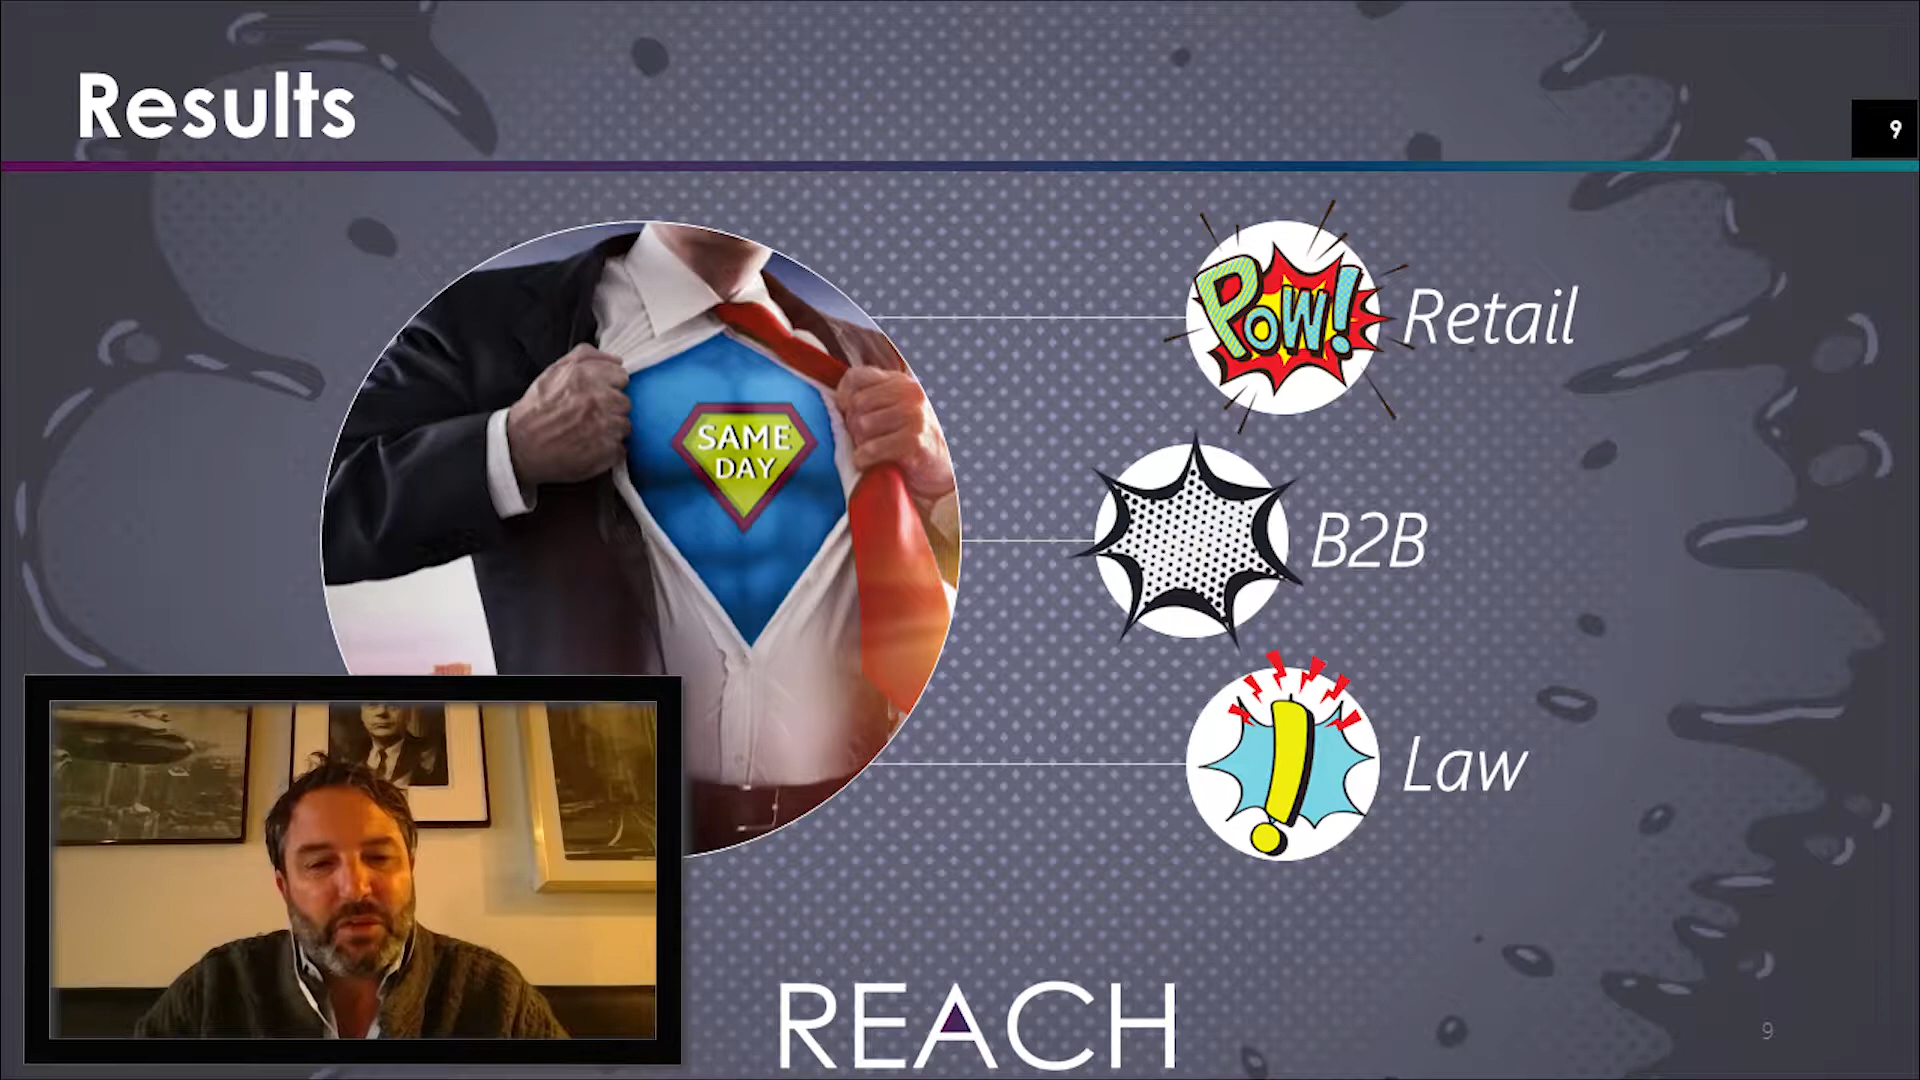 Results
9
SAME
DAY
POW!
Retail
B2B
Law
REACH
9